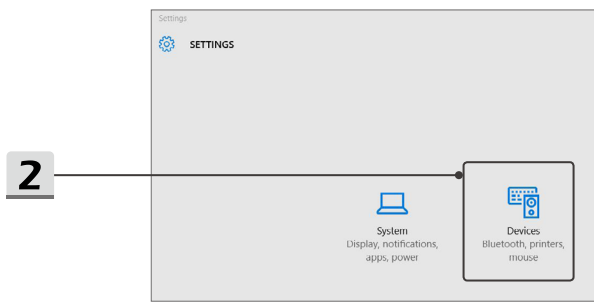 Settings
SETTINGS
2
System
Display, notifications,
apps, power
Devices
Bluetooth, printers,
mouse